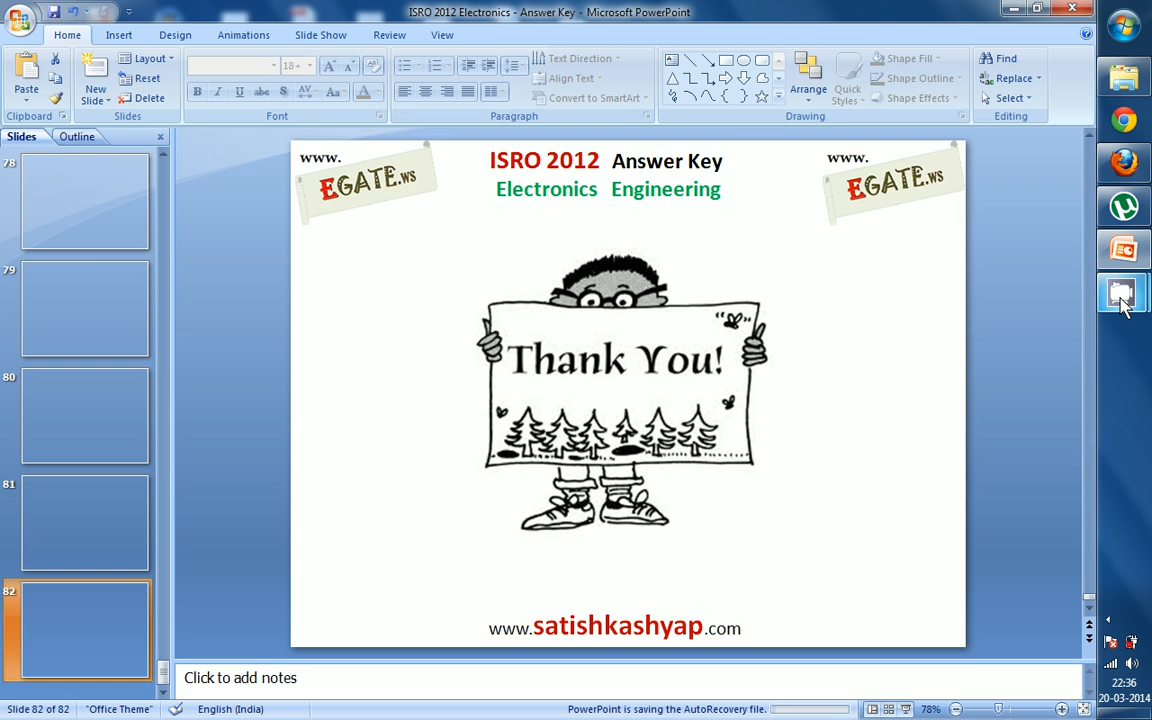 ISRO 2012 Electronics - Answer Key - Microsoft PowerPoint
Home Insert Design Animations Slide Show Review View
Paste
Clipboard
New Slide
Layout
Reset
Delete
Slides
18+
B I U abc S AV Aa A
Font
Text Direction
Align Text
Convert to SmartArt
Paragraph
Arrange
Quick Styles
Shape Fill
Shape Outline
Shape Effects
Drawing
Find
Replace
Select
Editing
Slides Outline
78
79
80
81
82
www.
EGATE.ws
ISRO 2012 Answer Key
Electronics Engineering
www.
EGATE.ws
Thank You!
www.satishkashyap.com
Click to add notes
Slide 82 of 82 "Office Theme" English (India) PowerPoint is saving the AutoRecovery file. 78%
22:36
20-03-2014